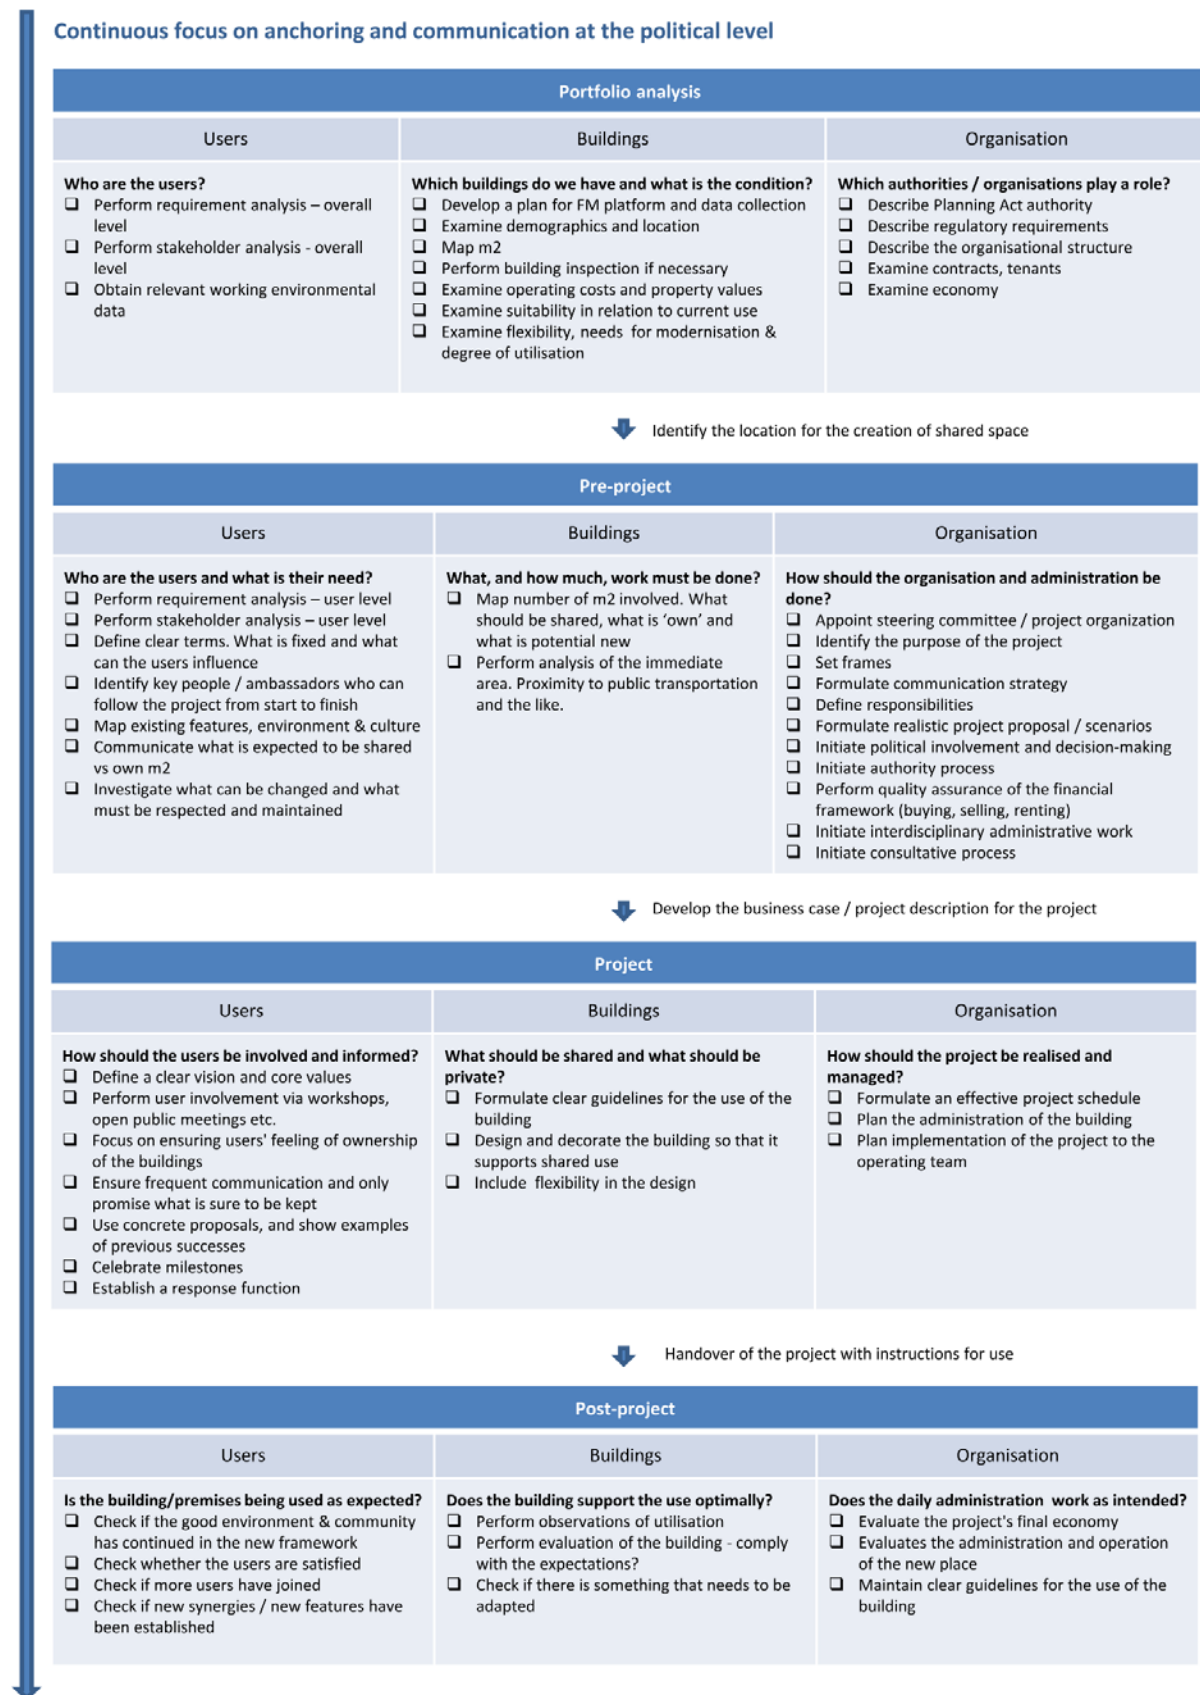 Continuous focus on anchoring and communication at the political level
Portfolio analysis
Users
Buildings
Organisation
Who are the users?
❑ Perform requirement analysis – overall
level
❑ Perform stakeholder analysis - overall
level
❑ Obtain relevant working environmental
data
Which buildings do we have and what is the condition?
❑ Develop a plan for FM platform and data collection
❑ Examine demographics and location
❑ Map m2
❑ Perform building inspection if necessary
❑ Examine operating costs and property values
❑ Examine suitability in relation to current use
❑ Examine flexibility, needs for modernisation &
degree of utilisation
Which authorities / organisations play a role?
❑ Describe Planning Act authority
❑ Describe regulatory requirements
❑ Describe the organisational structure
❑ Examine contracts, tenants
❑ Examine economy
Identify the location for the creation of shared space
Pre-project
Users
Buildings
Organisation
Who are the users and what is their need?
❑ Perform requirement analysis – user level
❑ Perform stakeholder analysis – user level
❑ Define clear terms. What is fixed and what
can the users influence
❑ Identify key people / ambassadors who can
follow the project from start to finish
❑ Map existing features, environment & culture
❑ Communicate what is expected to be shared
vs own m2
❑ Investigate what can be changed and what
must be respected and maintained
What, and how much, work must be done?
❑ Map number of m2 involved. What
should be shared, what is ‘own’ and
what is potential new
❑ Perform analysis of the immediate
area. Proximity to public transportation
and the like.
How should the organisation and administration be
done?
❑ Appoint steering committee / project organization
❑ Identify the purpose of the project
❑ Set frames
❑ Formulate communication strategy
❑ Define responsibilities
❑ Formulate realistic project proposal / scenarios
❑ Initiate political involvement and decision-making
❑ Initiate authority process
❑ Perform quality assurance of the financial
framework (buying, selling, renting)
❑ Initiate interdisciplinary administrative work
❑ Initiate consultative process
Develop the business case / project description for the project
Project
Users
Buildings
Organisation
How should the users be involved and informed?
❑ Define a clear vision and core values
❑ Perform user involvement via workshops,
open public meetings etc.
❑ Focus on ensuring users' feeling of ownership
of the buildings
❑ Ensure frequent communication and only
promise what is sure to be kept
❑ Use concrete proposals, and show examples
of previous successes
❑ Celebrate milestones
❑ Establish a response function
What should be shared and what should be
private?
❑ Formulate clear guidelines for the use of the
building
❑ Design and decorate the building so that it
supports shared use
❑ Include flexibility in the design
How should the project be realised and
managed?
❑ Formulate an effective project schedule
❑ Plan the administration of the building
❑ Plan implementation of the project to the
operating team
Handover of the project with instructions for use
Post-project
Users
Buildings
Organisation
Is the building/premises being used as expected?
❑ Check if the good environment & community
has continued in the new framework
❑ Check whether the users are satisfied
❑ Check if more users have joined
❑ Check if new synergies / new features have
been established
Does the building support the use optimally?
❑ Perform observations of utilisation
❑ Perform evaluation of the building - comply
with the expectations?
❑ Check if there is something that needs to be
adapted
Does the daily administration work as intended?
❑ Evaluate the project's final economy
❑ Evaluates the administration and operation
of the new place
❑ Maintain clear guidelines for the use of the
building